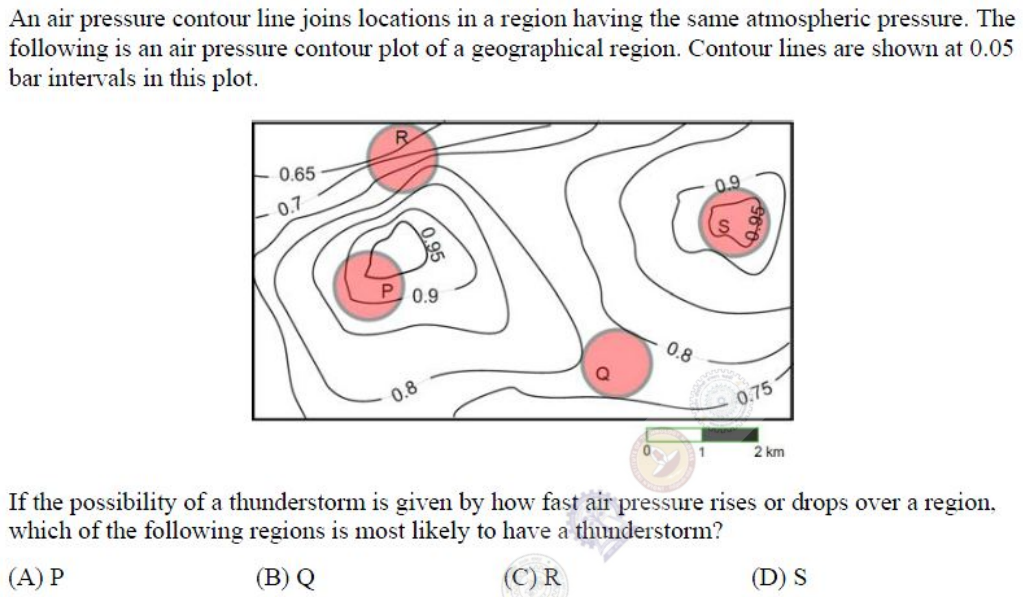 An air pressure contour line joins locations in a region having the same atmospheric pressure. The
following is an air pressure contour plot of a geographical region. Contour lines are shown at 0.05
bar intervals in this plot.
R
0.65
0.9
0.7
S
0.95
0.95
P
0.9
0.8
Q
0.8
0.75
0 1 2 km
If the possibility of a thunderstorm is given by how fast air pressure rises or drops over a region,
which of the following regions is most likely to have a thunderstorm?
(A) P (B) Q (C) R (D) S